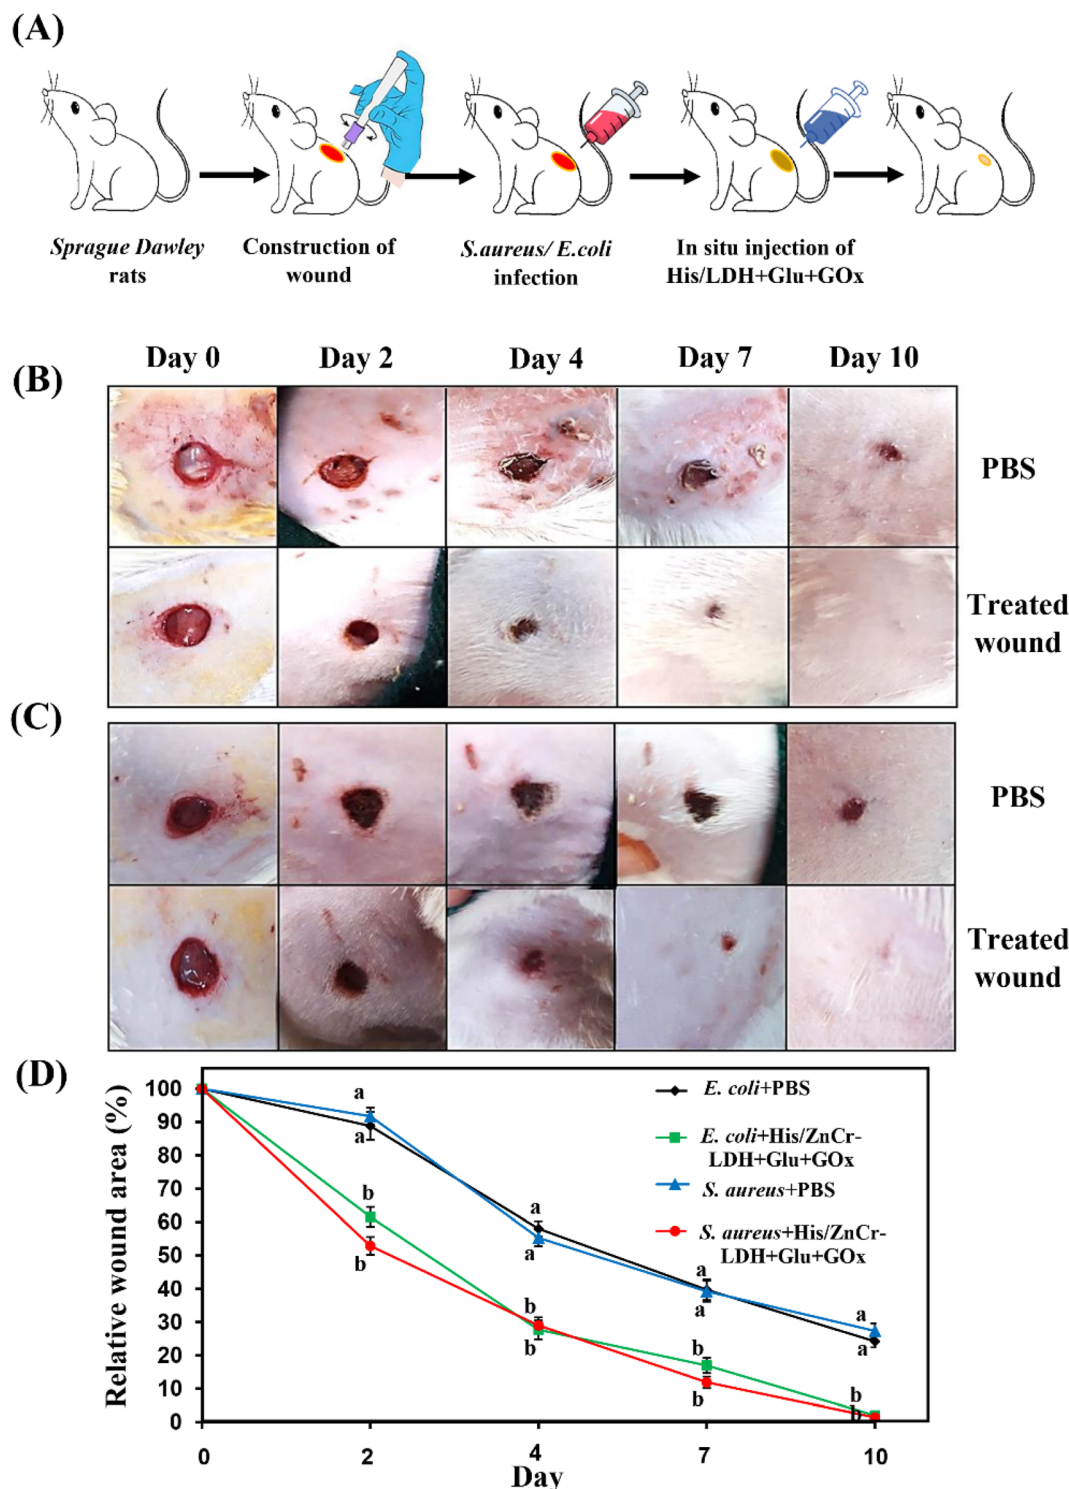 (A)
Sprague Dawley
rats
Construction of
wound
S.aureus/ E.coli
infection
In situ injection of
His/LDH+Glu+GOx
Day 0 Day 2 Day 4 Day 7 Day 10
(B)
PBS
Treated
wound
(C)
PBS
Treated
wound
(D)
Relative wound area (%)
100
90
80
70
60
50
40
30
20
10
0
a
a
b
b
a
a
b
b
a
a
b
b
a
a
b
b
E. coli+PBS
E. coli+His/ZnCr-
LDH+Glu+GOx
S. aureus+PBS
S. aureus+His/ZnCr-
LDH+Glu+GOx
0 2 4 7 10
Day